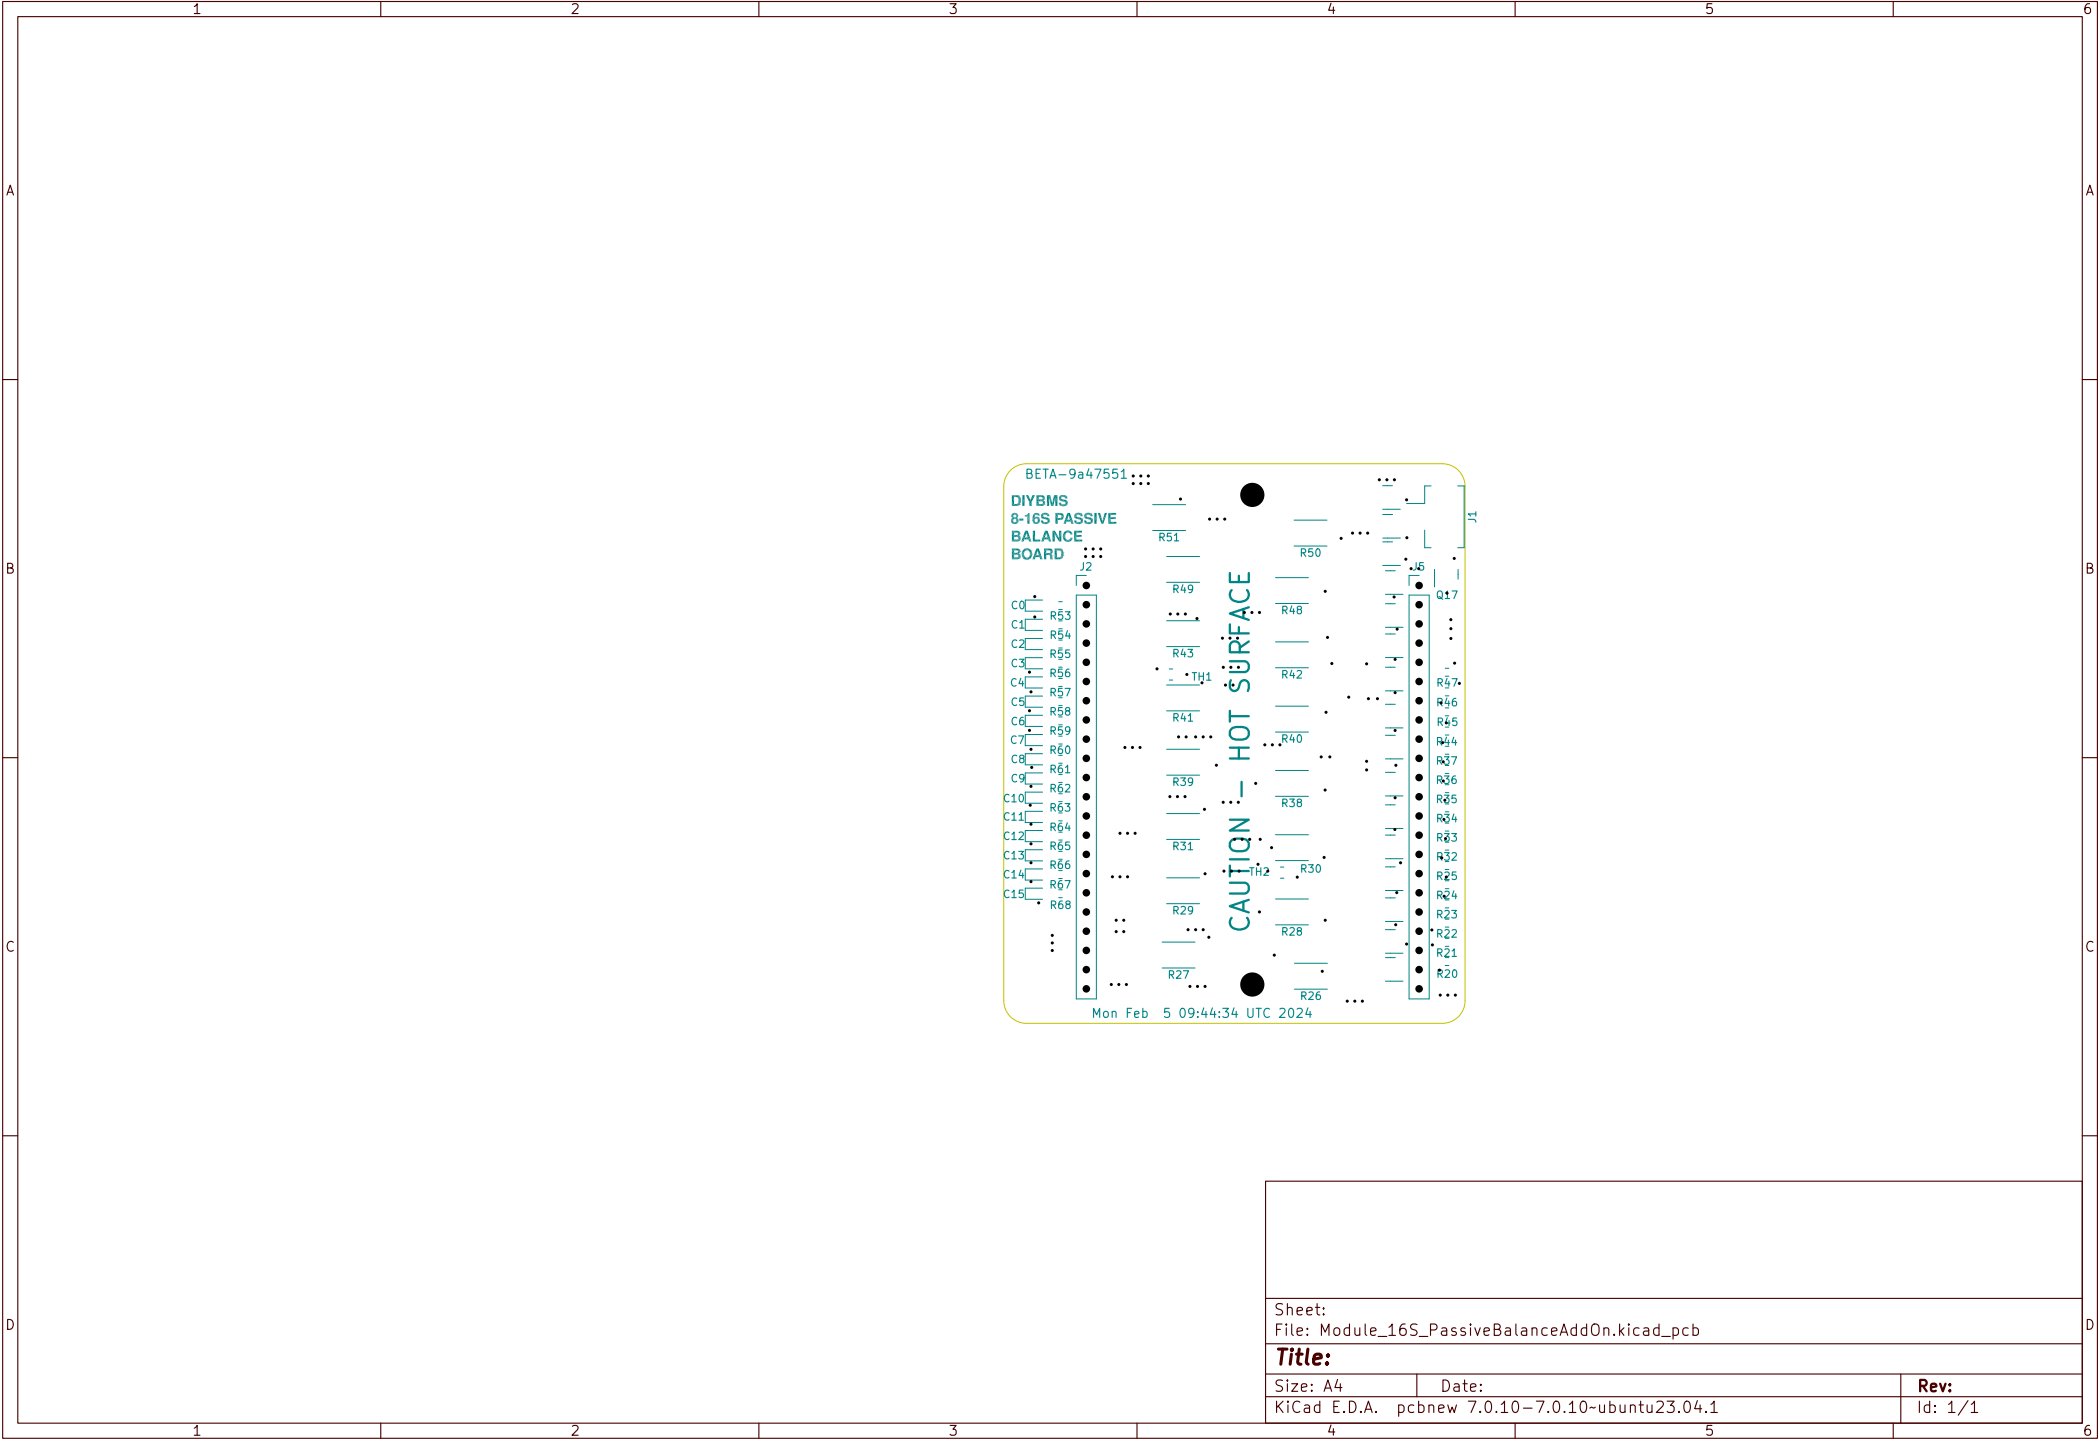 1 2 3 4 5 6
A A
BETA-9a47551
DIYBMS
8-16S PASSIVE
BALANCE
BOARD
J1
R51
R50
B B
J2
J5
R49
Q17
C0
R48
R53
C1
R54
C2
R43
R55
C3
R42
R56
TH1
C4
R47
R57
C5
R46
R58
R41
C6
R45
R59
C7
R40
R44
R60
C8
R37
R61
C9
R39
R36
R62
C10
R38
R35
R63
C11
R34
R64
C12
R33
R65
R31
C13
R32
R66
C14
TH2
R30
R25
R67
C15
R24
R68
R29
R23
R28
R22
C C
R21
R27
R20
R26
CAUTION - HOT SURFACE
Mon Feb  5 09:44:34 UTC 2024
Sheet:
File: Module_16S_PassiveBalanceAddOn.kicad_pcb
D D
Title:
Size: A4 Date: Rev:
KiCad E.D.A.  pcbnew 7.0.10-7.0.10~ubuntu23.04.1 Id: 1/1
1 2 3 4 5 6